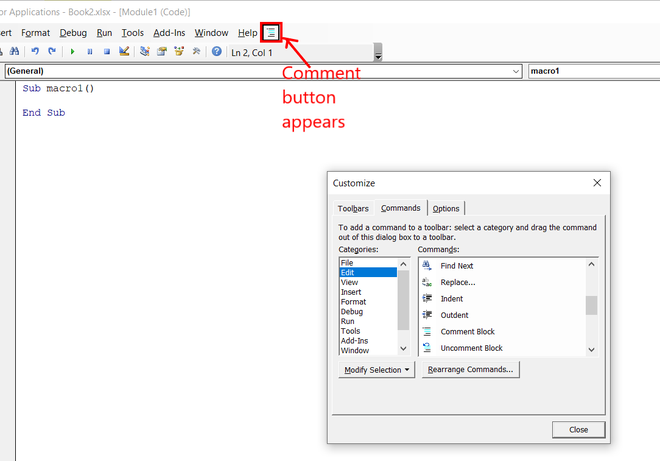 or Applications - Book2.xlsx - [Module1 (Code)]
ert Format Debug Run Tools Add-Ins Window Help
Ln 2, Col 1
(General) macro1
Sub macro1()
End Sub
Comment
button
appears
Customize
Toolbars Commands Options
To add a command to a toolbar: select a category and drag the command
out of this dialog box to a toolbar.
Categories: Commands:
File
Edit
View
Insert
Format
Debug
Run
Tools
Add-Ins
Window
Find Next
Replace...
Indent
Outdent
Comment Block
Uncomment Block
Modify Selection Rearrange Commands...
Close